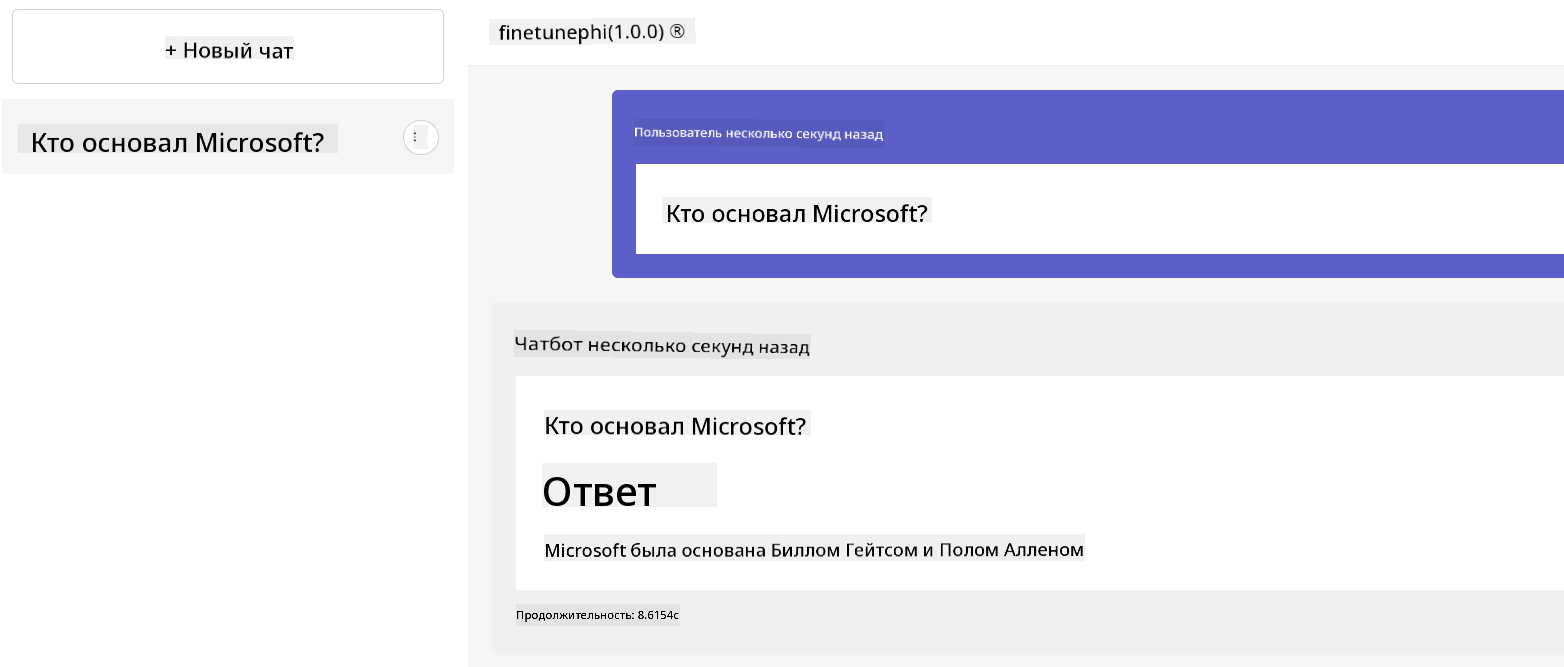 + Новый чат
Кто основал Microsoft?
finetunephi(1.0.0) ®
Пользователь несколько секунд назад
Кто основал Microsoft?
Чатбот несколько секунд назад
Кто основал Microsoft?
Ответ
Microsoft была основана Биллом Гейтсом и Полом Алленом
Продолжительность: 8.6154с